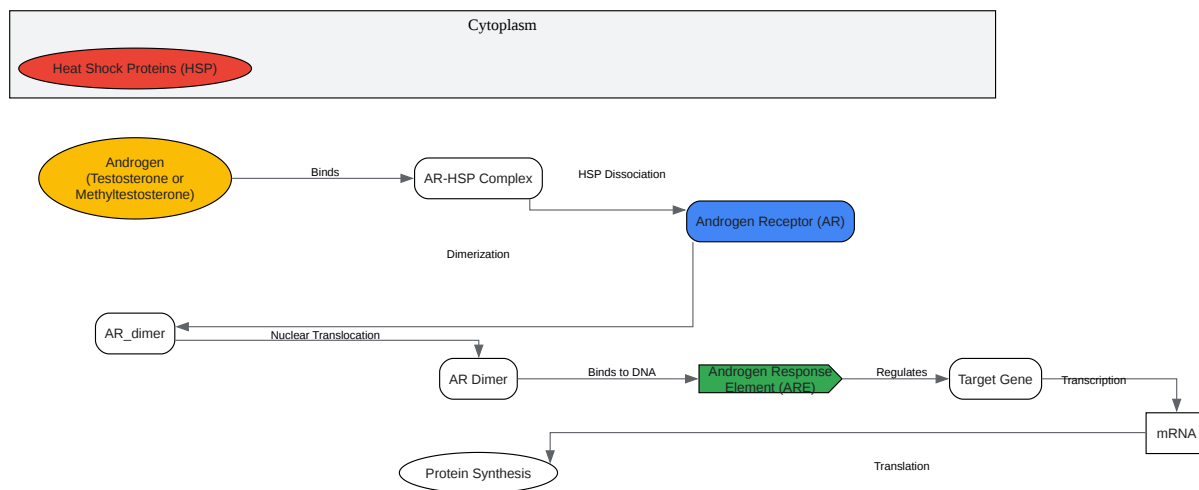 Cytoplasm
Heat Shock Proteins (HSP)
Androgen
(Testosterone or
Methyltestosterone)
Binds
AR-HSP Complex
HSP Dissociation
Androgen Receptor (AR)
Dimerization
AR_dimer
Nuclear Translocation
AR Dimer
Binds to DNA
Androgen Response
Element (ARE)
Regulates
Target Gene
Transcription
mRNA
Translation
Protein Synthesis